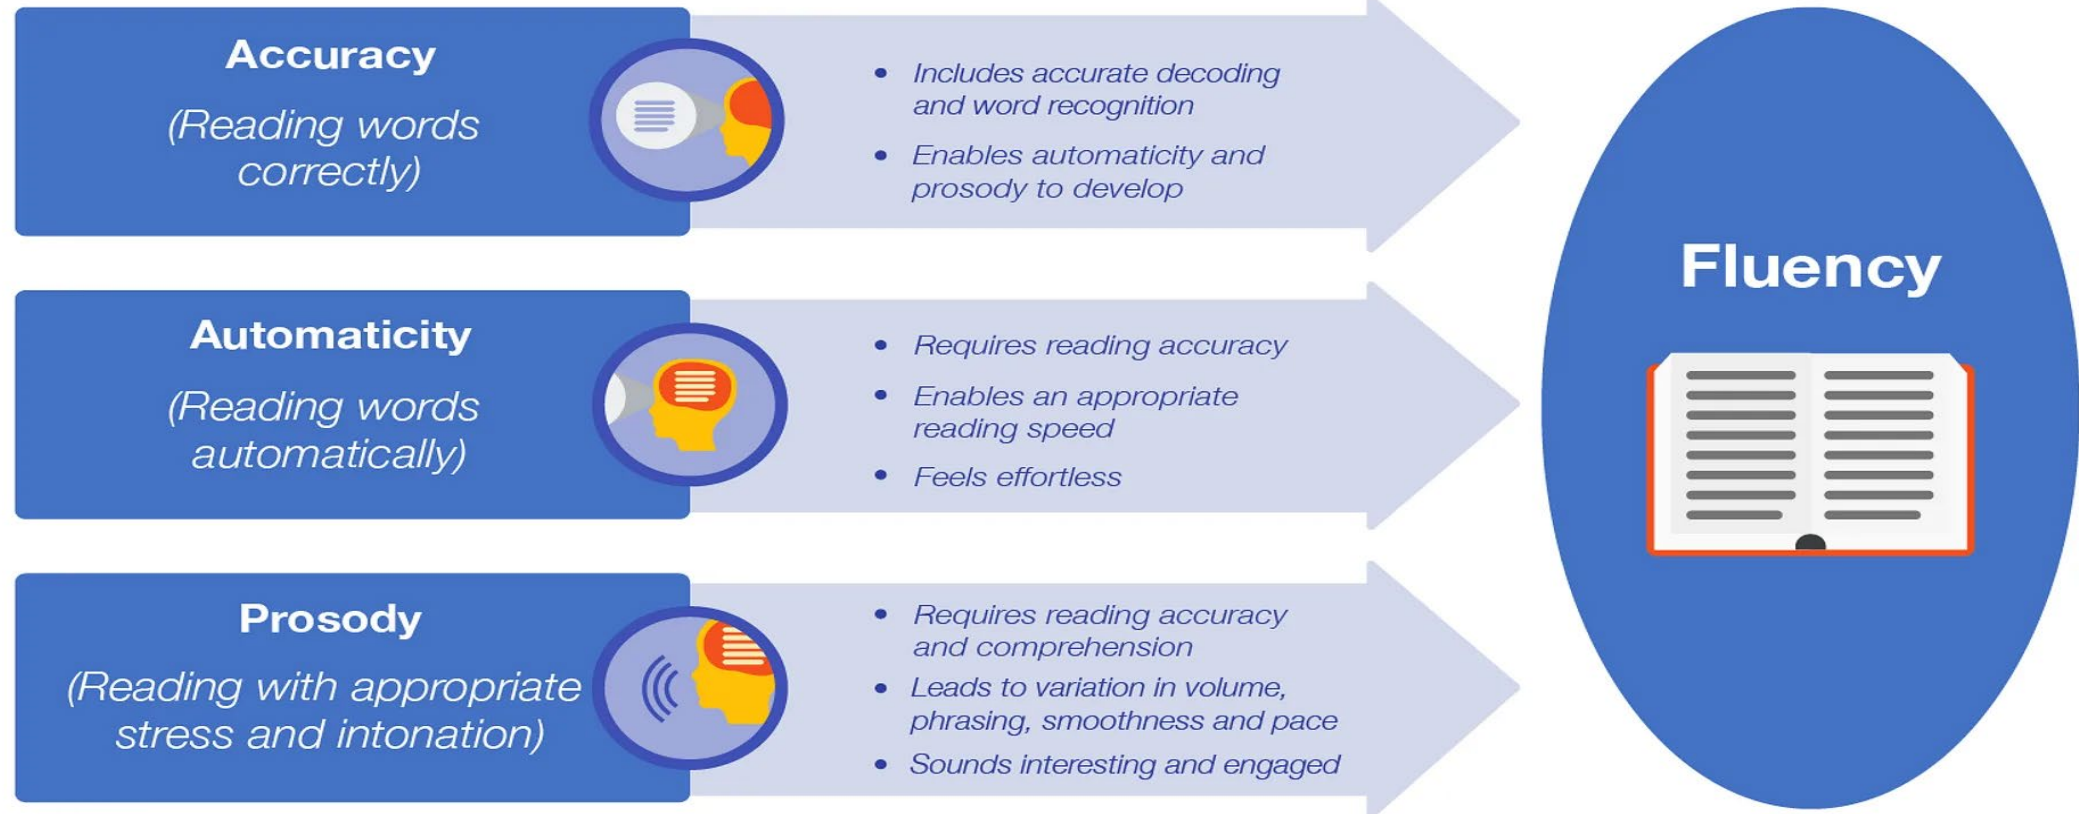 Accuracy
(Reading words
correctly)
• Includes accurate decoding
and word recognition
• Enables automaticity and
prosody to develop
Automaticity
(Reading words
automatically)
• Requires reading accuracy
• Enables an appropriate
reading speed
• Feels effortless
Prosody
(Reading with appropriate
stress and intonation)
• Requires reading accuracy
and comprehension
• Leads to variation in volume,
phrasing, smoothness and pace
• Sounds interesting and engaged
Fluency